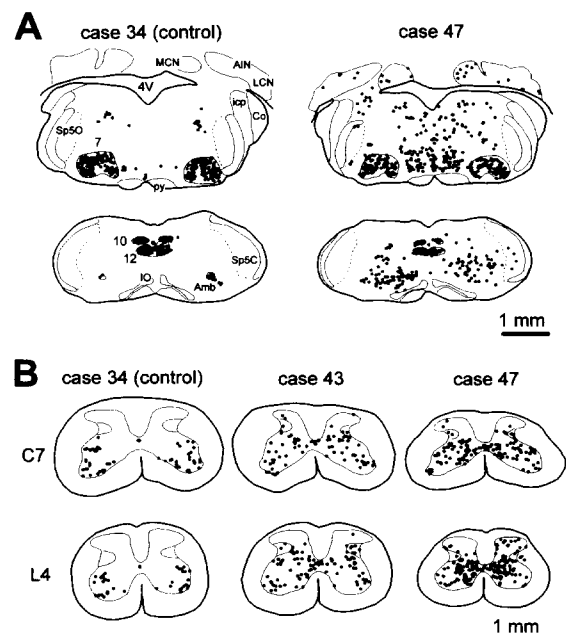 A
case 34 (control)
case 47
MCN
AIN
LCN
4V
icp
Co
Sp5O
7
py
10
12
IO
Sp5C
Amb
1 mm
B
case 34 (control)
case 43
case 47
C7
L4
1 mm